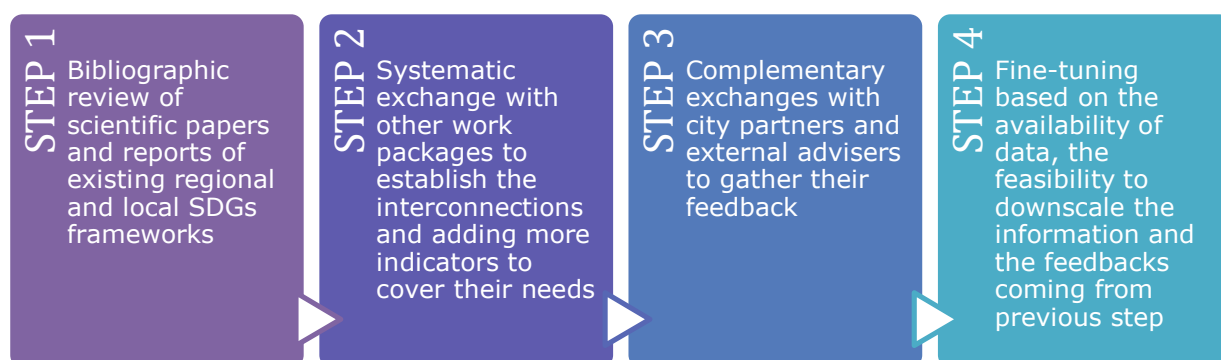 STEP 1
Bibliographic
review of
scientific papers
and reports of
existing regional
and local SDGs
frameworks
STEP 2
Systematic
exchange with
other work
packages to
establish the
interconnections
and adding more
indicators to
cover their needs
STEP 3
Complementary
exchanges with
city partners and
external advisers
to gather their
feedback
STEP 4
Fine-tuning
based on the
availability of
data, the
feasibility to
downscale the
information and
the feedbacks
coming from
previous step